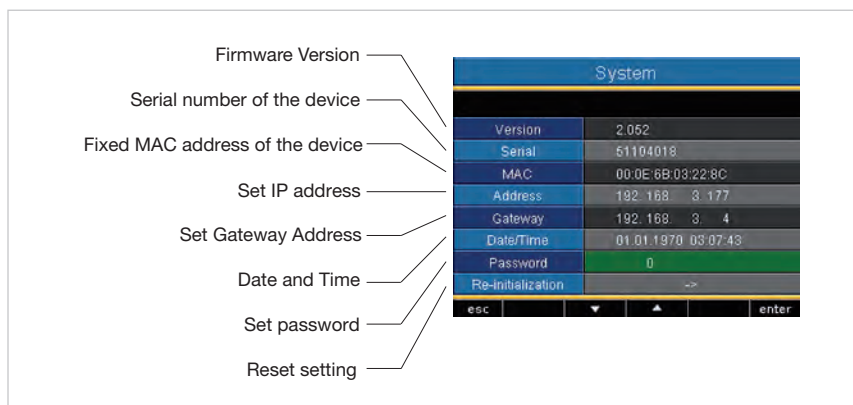 Firmware Version
Serial number of the device
Fixed MAC address of the device
Set IP address
Set Gateway Address
Date and Time
Set password
Reset setting
System
Version 2.052
Serial 51104018
MAC 00:0E:6B:03:22:8C
Address 192. 168. 3. 177
Gateway 192. 168. 3. 4
Date/Time 01.01.1970 03:07:43
Password 0
Re-initialization ->
esc ▼ ▲ enter